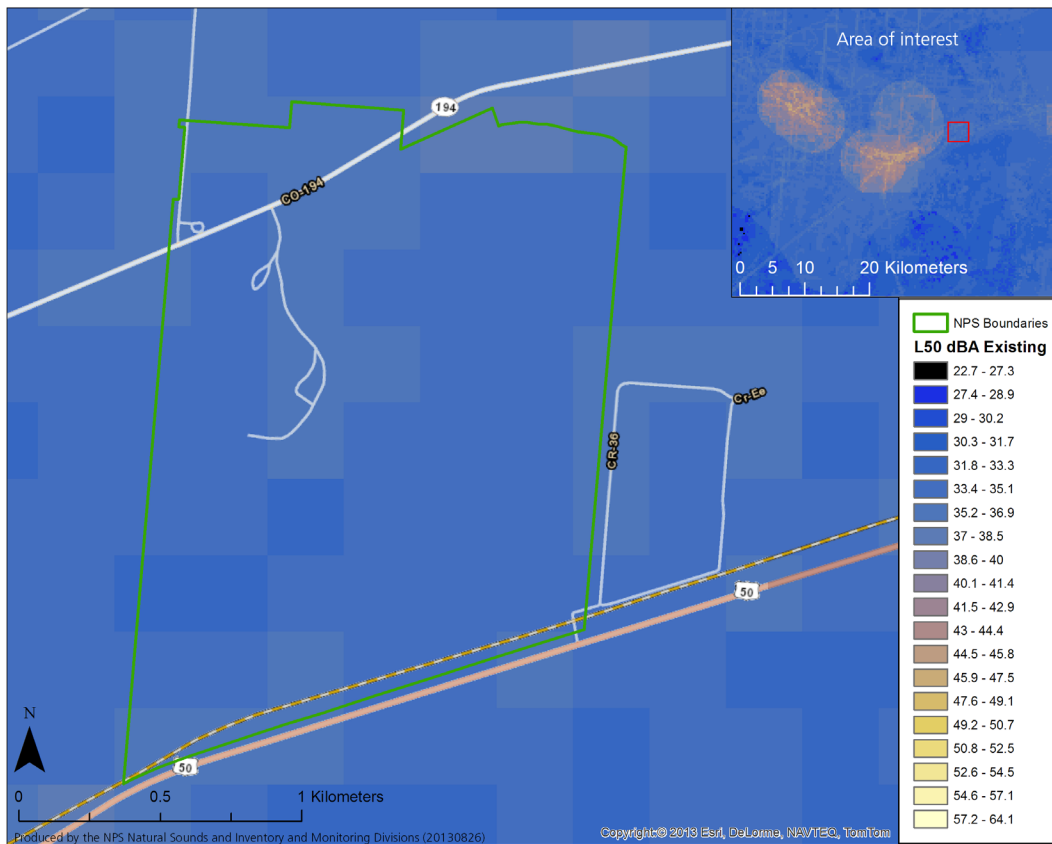 Area of interest
0 5 10 20 Kilometers
194
CO-194
CR-36
Cr-Ee
50
50
N
0 0.5 1 Kilometers
Produced by the NPS Natural Sounds and Inventory and Monitoring Divisions (20130826)
Copyright:© 2013 Esri, DeLorme, NAVTEQ, TomTom
NPS Boundaries
L50 dBA Existing
22.7 - 27.3
27.4 - 28.9
29 - 30.2
30.3 - 31.7
31.8 - 33.3
33.4 - 35.1
35.2 - 36.9
37 - 38.5
38.6 - 40
40.1 - 41.4
41.5 - 42.9
43 - 44.4
44.5 - 45.8
45.9 - 47.5
47.6 - 49.1
49.2 - 50.7
50.8 - 52.5
52.6 - 54.5
54.6 - 57.1
57.2 - 64.1